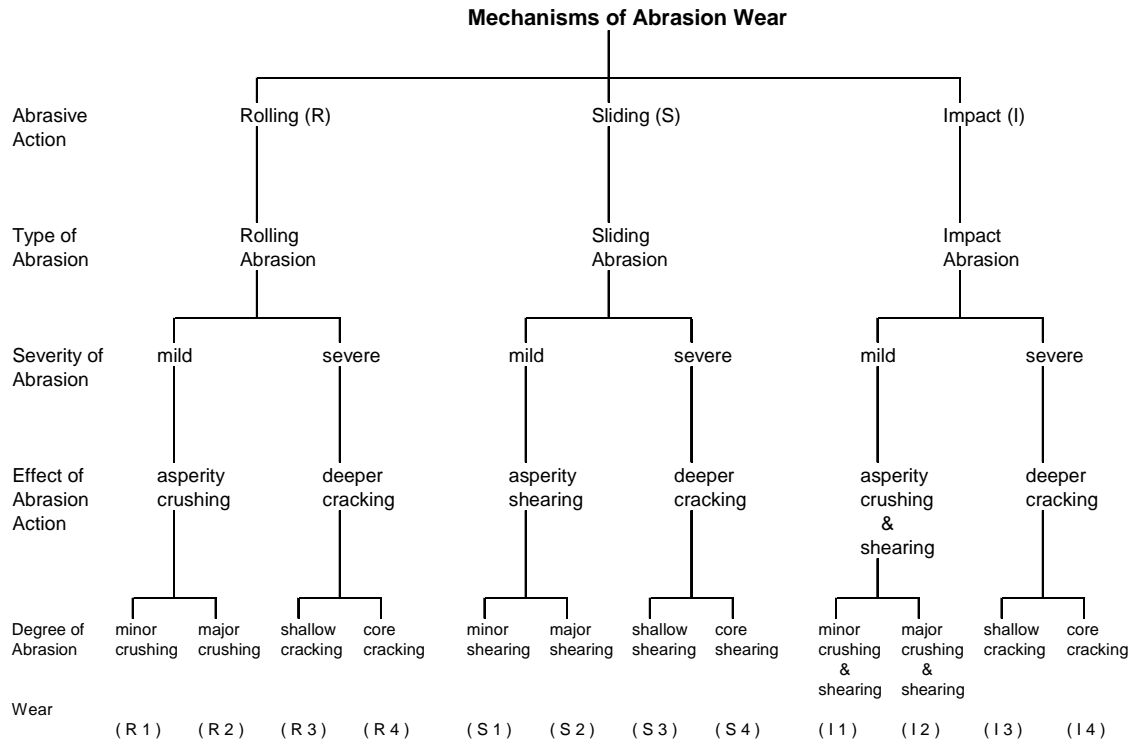 Mechanisms of Abrasion Wear
Abrasive Action
Rolling (R)
Sliding (S)
Impact (I)
Type of Abrasion
Rolling Abrasion
Sliding Abrasion
Impact Abrasion
Severity of Abrasion
mild
severe
mild
severe
mild
severe
Effect of Abrasion Action
asperity crushing
deeper cracking
asperity shearing
deeper cracking
asperity crushing & shearing
deeper cracking
Degree of Abrasion
minor crushing
major crushing
shallow cracking
core cracking
minor shearing
major shearing
shallow shearing
core shearing
minor crushing & shearing
major crushing & shearing
shallow cracking
core cracking
Wear
( R 1 ) ( R 2 ) ( R 3 ) ( R 4 ) ( S 1 ) ( S 2 ) ( S 3 ) ( S 4 ) ( I 1 ) ( I 2 ) ( I 3 ) ( I 4 )